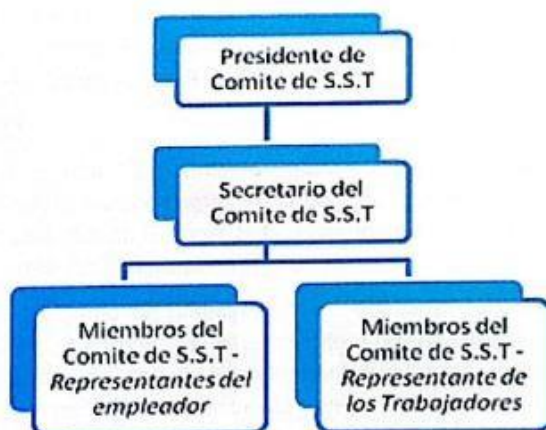 Presidente de
Comite de S.S.T
Secretario del
Comite de S.S.T
Miembros del
Comite de S.S.T -
Representantes del
empleador
Miembros del
Comite de S.S.T -
Representante de
los Trabajadores